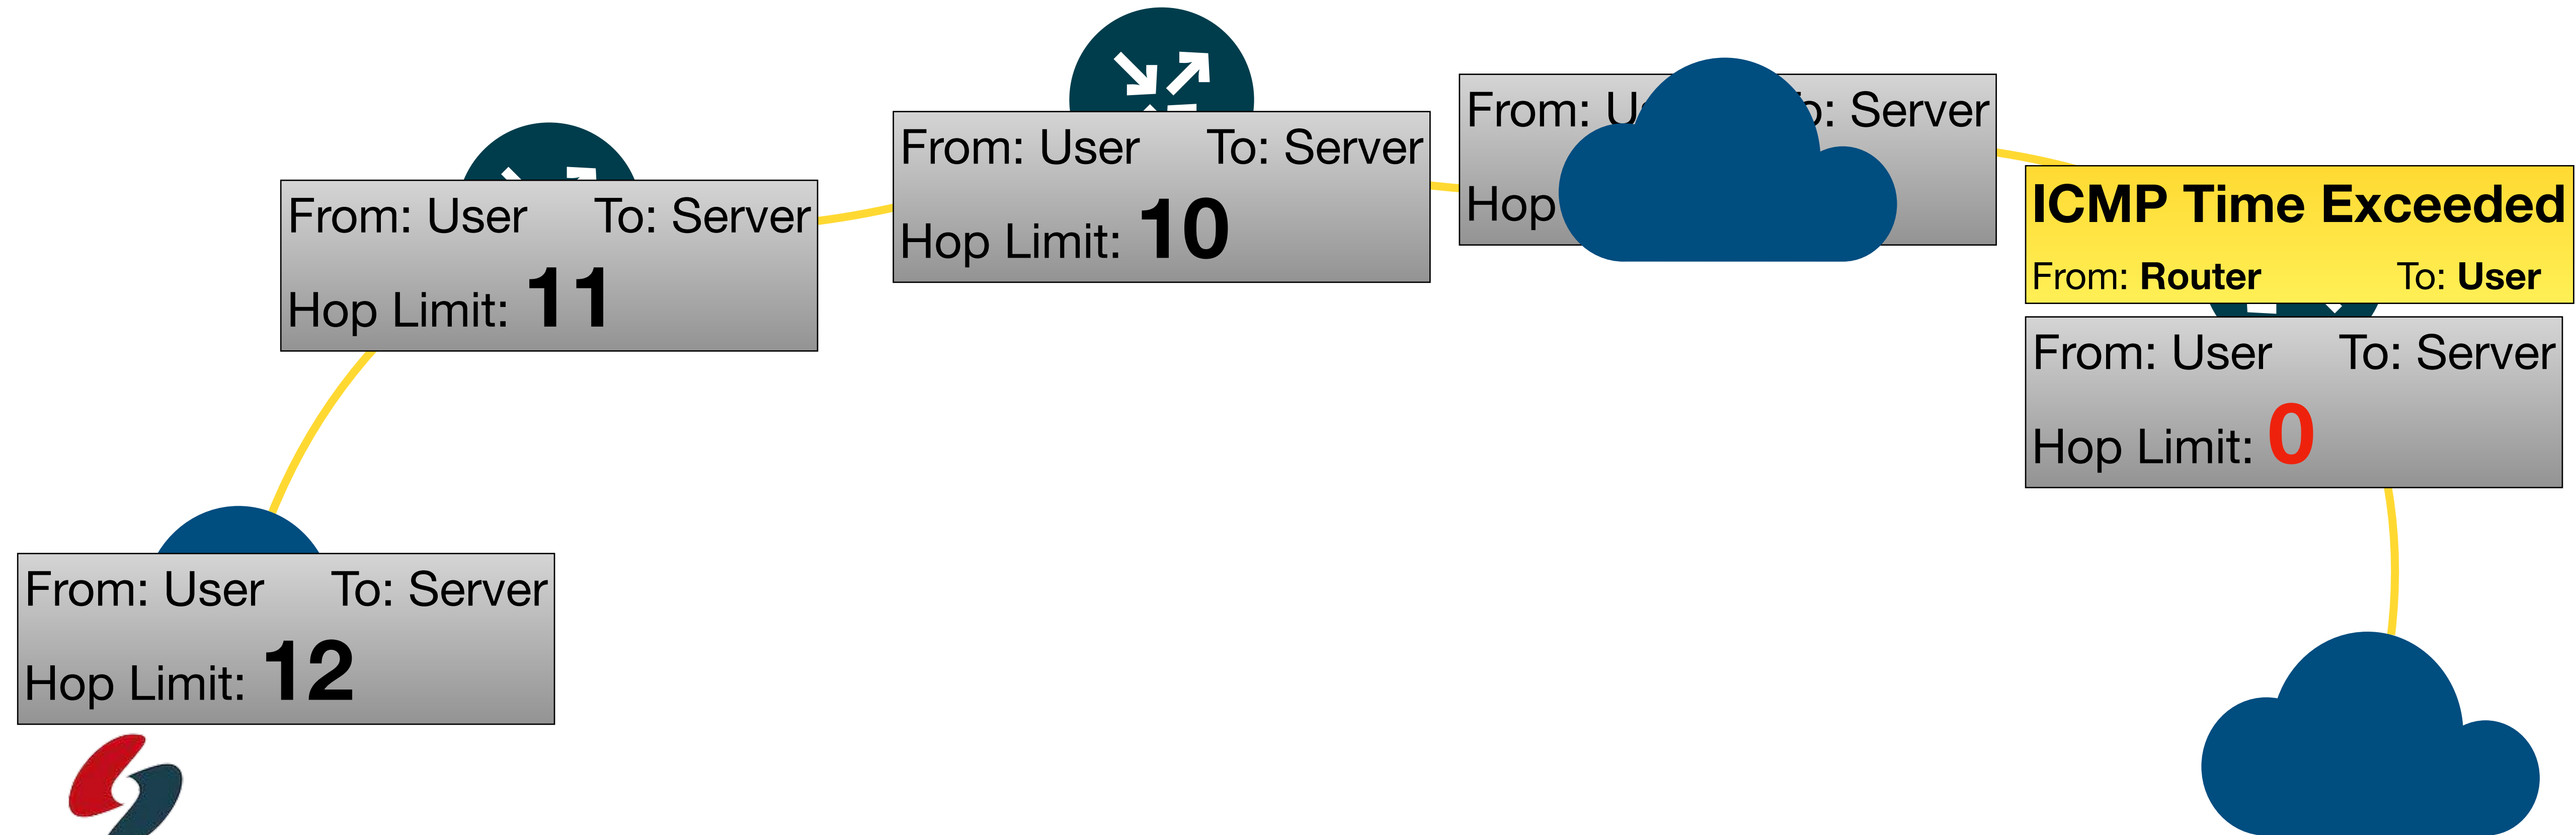 From: User To: Server
Hop Limit: 12
From: User To: Server
Hop Limit: 11
From: User To: Server
Hop Limit: 10
From: Server
Hop
ICMP Time Exceeded
From: Router To: User
From: User To: Server
Hop Limit: 0